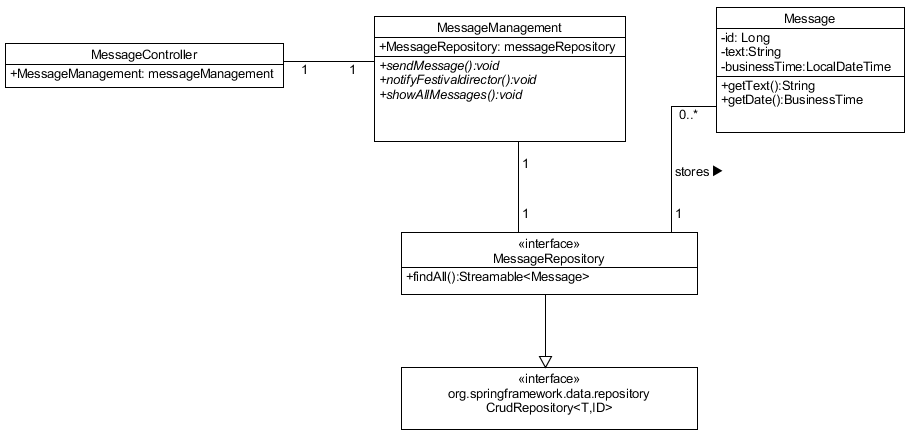 MessageController
+MessageManagement: messageManagement
1
1
MessageManagement
+MessageRepository: messageRepository
+sendMessage():void
+notifyFestivaldirector():void
+showAllMessages():void
Message
-id: Long
-text:String
-businessTime:LocalDateTime
+getText():String
+getDate():BusinessTime
0..*
stores ▶
1
1
1
«interface»
MessageRepository
+findAll():Streamable<Message>
«interface»
org.springframework.data.repository
CrudRepository<T,ID>